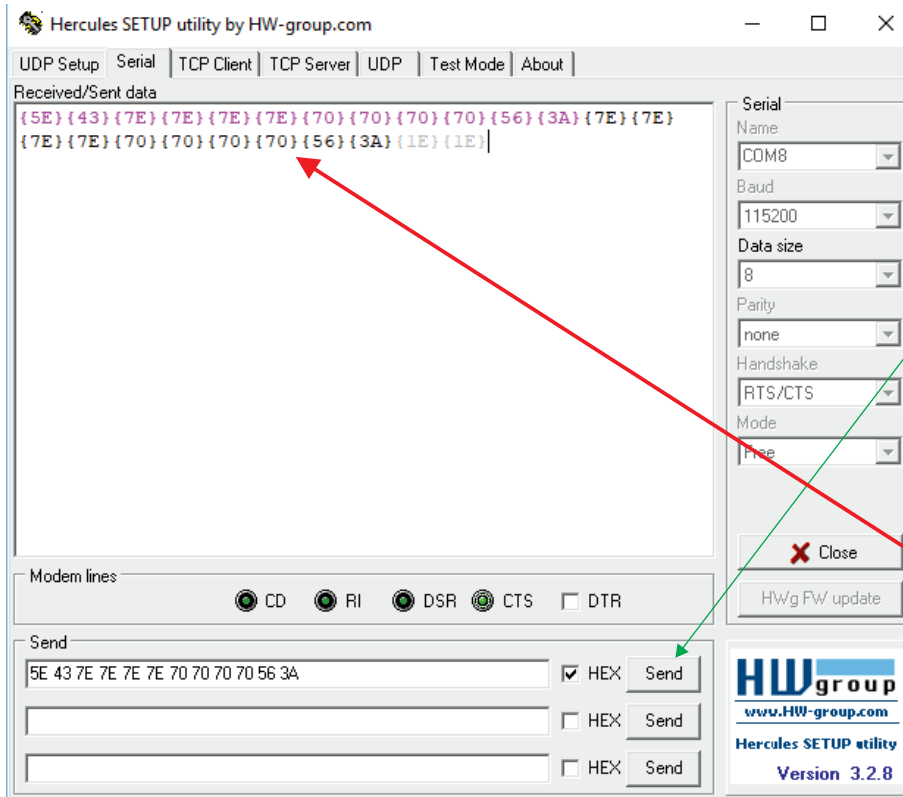 Hercules SETUP utility by HW-group.com
UDP Setup Serial TCP Client TCP Server UDP Test Mode About
Received/Sent data
{5E}{43}{7E}{7E}{7E}{7E}{70}{70}{70}{70}{56}{3A}{7E}{7E}
{7E}{7E}{70}{70}{70}{70}{56}{3A}{1E}{1E}
Serial
Name
COM8
Baud
115200
Data size
8
Parity
none
Handshake
RTS/CTS
Mode
Free
Close
HWg FW update
Modem lines
CD RI DSR CTS DTR
Send
5E 43 7E 7E 7E 7E 70 70 70 70 56 3A HEX Send
HEX Send
HEX Send
HW group
www.HW-group.com
Hercules SETUP utility
Version 3.2.8